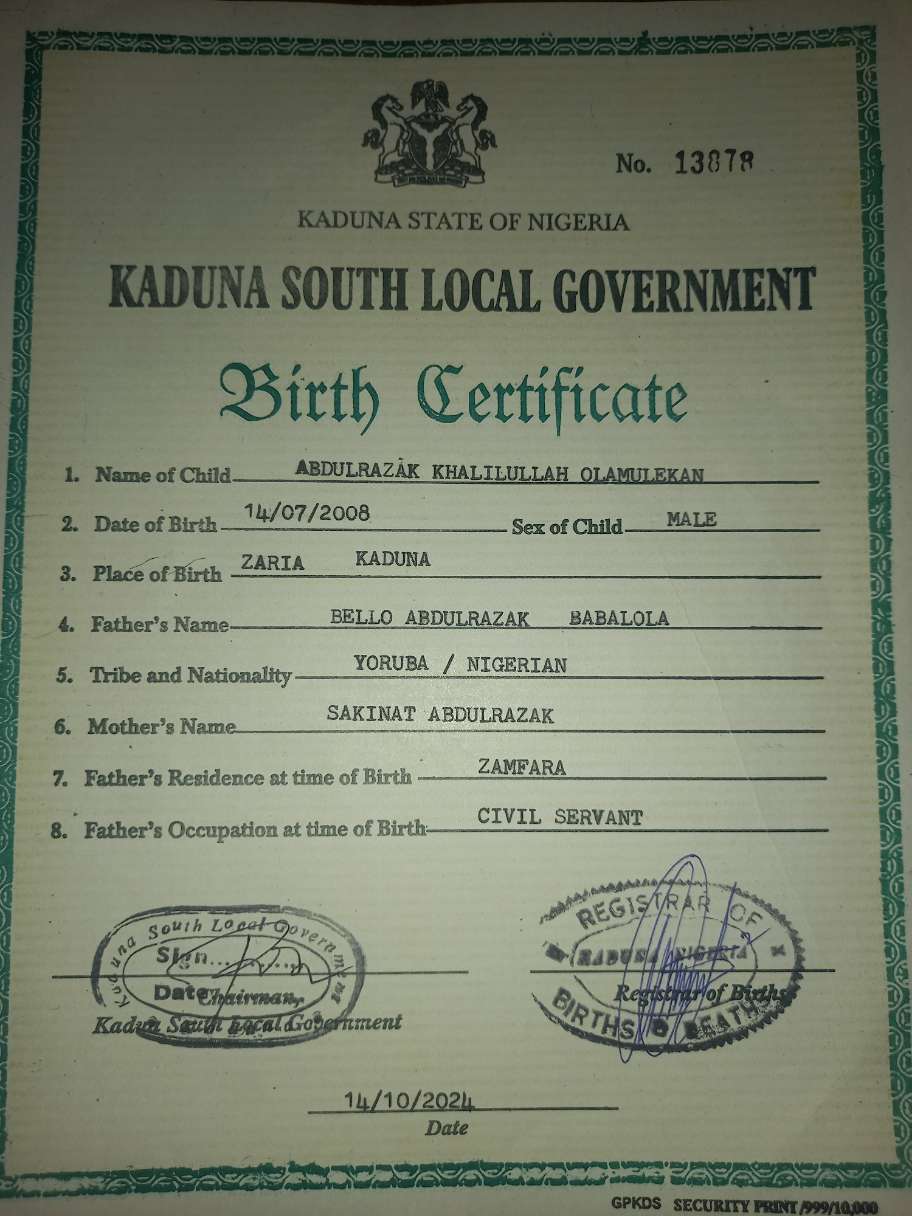 No. 13878
KADUNA STATE OF NIGERIA
KADUNA SOUTH LOCAL GOVERNMENT
Birth Certificate
1. Name of Child ABDULRAZAK KHALILULLAH OLAMULEKAN
2. Date of Birth 14/07/2008 Sex of Child MALE
3. Place of Birth ZARIA KADUNA
4. Father's Name BELLO ABDULRAZAK BABALOLA
5. Tribe and Nationality YORUBA / NIGERIAN
6. Mother's Name SAKINAT ABDULRAZAK
7. Father's Residence at time of Birth ZAMFARA
8. Father's Occupation at time of Birth CIVIL SERVANT
Kaduna South Local Government
Sign..........
Date
Chairman,
Kaduna South Local Government
REGISTRAR OF
KADUNA NIGERIA
BIRTHS & DEATHS
Registrar of Births
14/10/2024
Date
GPKDS SECURITY PRINT/999/10,000